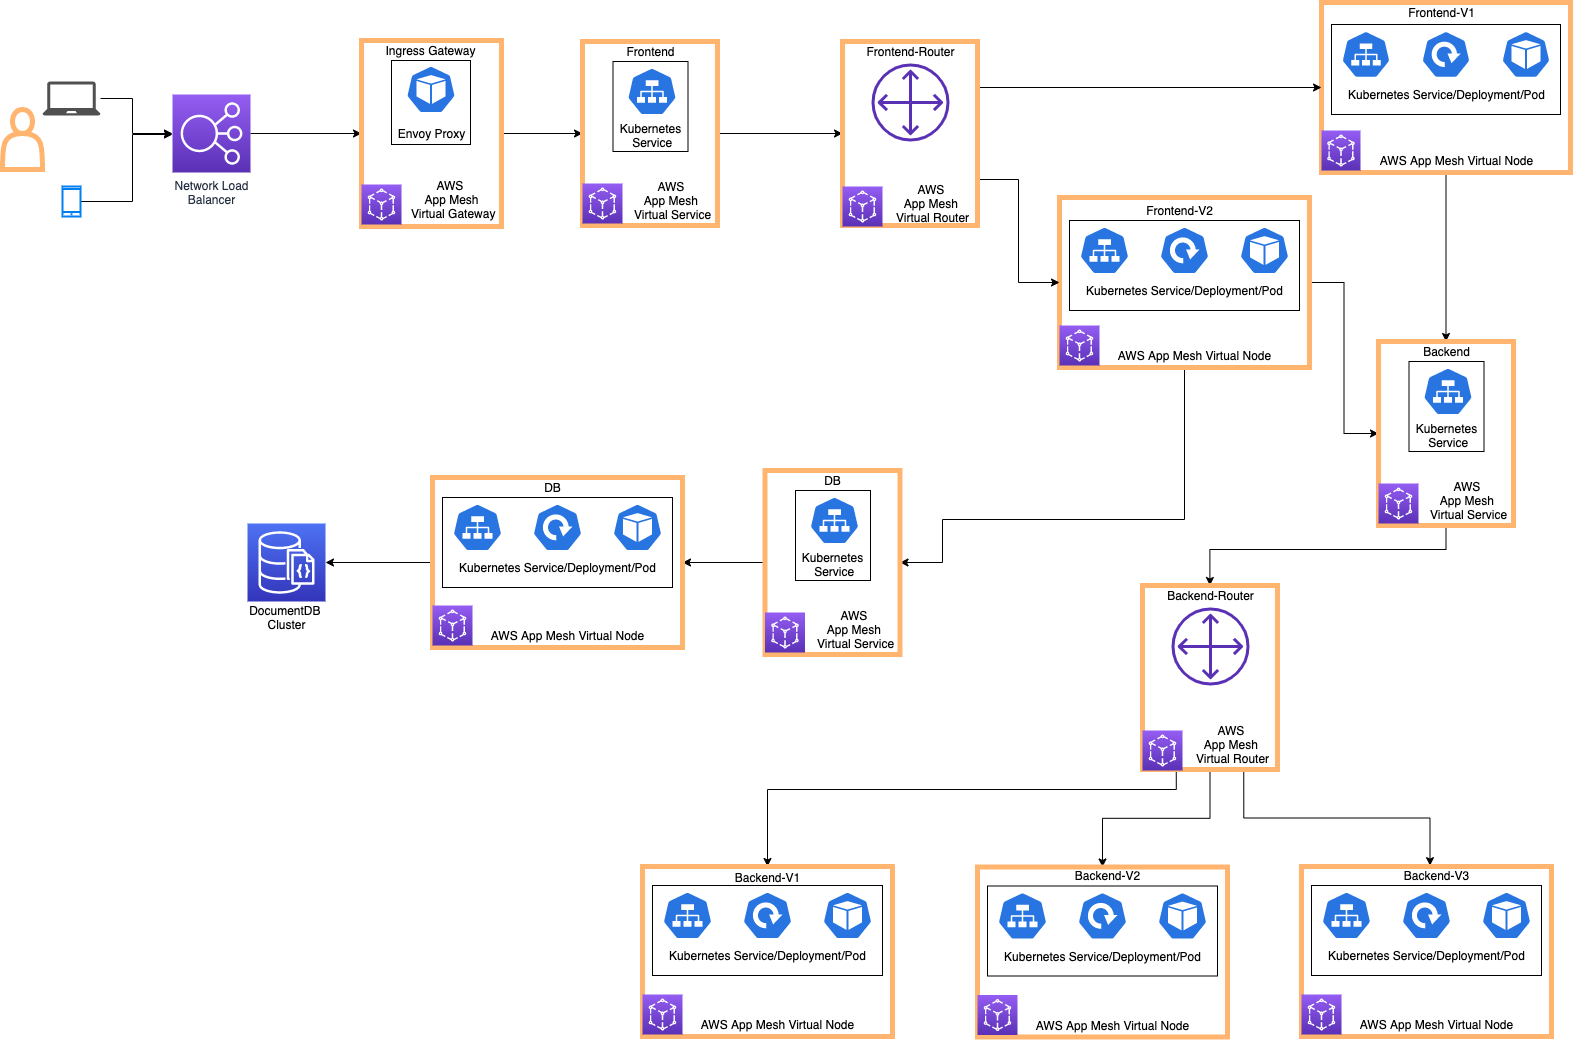 Network Load
Balancer
Ingress Gateway
Envoy Proxy
AWS
App Mesh
Virtual Gateway
Frontend
Kubernetes
Service
AWS
App Mesh
Virtual Service
Frontend-Router
AWS
App Mesh
Virtual Router
Frontend-V1
Kubernetes Service/Deployment/Pod
AWS App Mesh Virtual Node
Frontend-V2
Kubernetes Service/Deployment/Pod
AWS App Mesh Virtual Node
Backend
Kubernetes
Service
AWS
App Mesh
Virtual Service
DB
Kubernetes
Service
AWS
App Mesh
Virtual Service
DB
Kubernetes Service/Deployment/Pod
AWS App Mesh Virtual Node
DocumentDB
Cluster
Backend-Router
AWS
App Mesh
Virtual Router
Backend-V1
Kubernetes Service/Deployment/Pod
AWS App Mesh Virtual Node
Backend-V2
Kubernetes Service/Deployment/Pod
AWS App Mesh Virtual Node
Backend-V3
Kubernetes Service/Deployment/Pod
AWS App Mesh Virtual Node